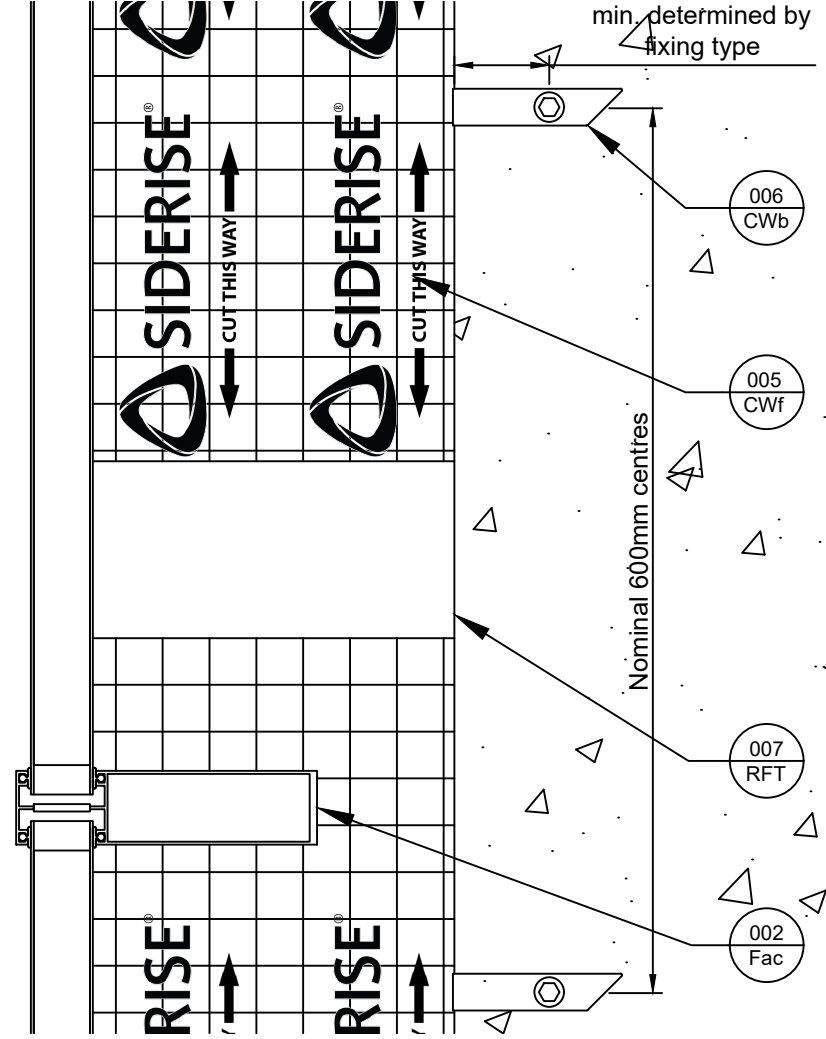 min. determined by
fixing type
SIDERISE®
CUT THIS WAY
SIDERISE®
CUT THIS WAY
006
CWb
005
CWf
Nominal 600mm centres
007
RFT
002
Fac
RISE®
RISE®